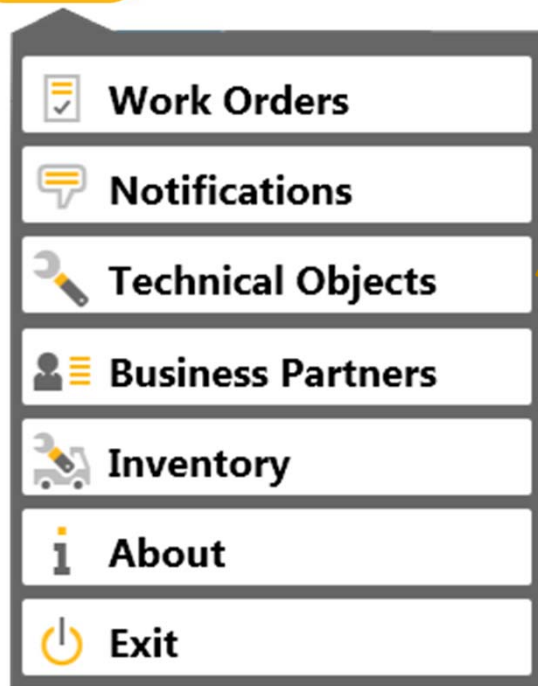 Work Orders
Notifications
Technical Objects
Business Partners
Inventory
About
Exit